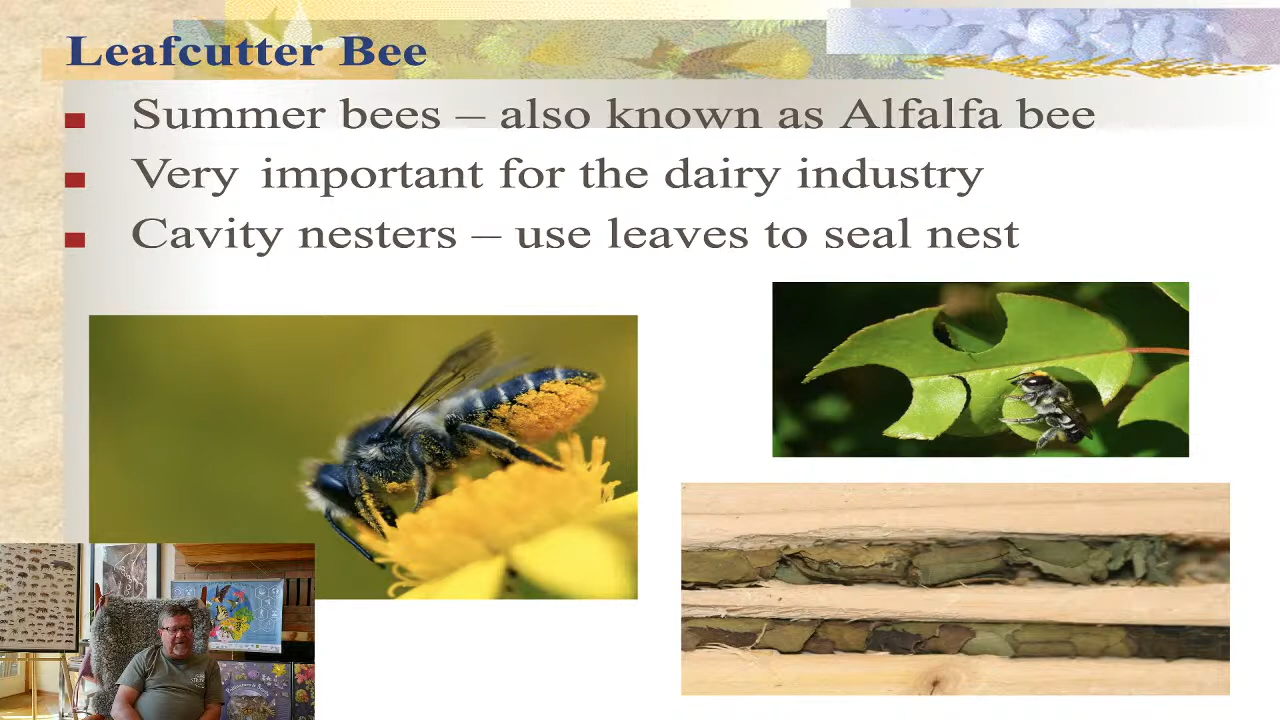 Leafcutter Bee
Summer bees – also known as Alfalfa bee
Very important for the dairy industry
Cavity nesters – use leaves to seal nest